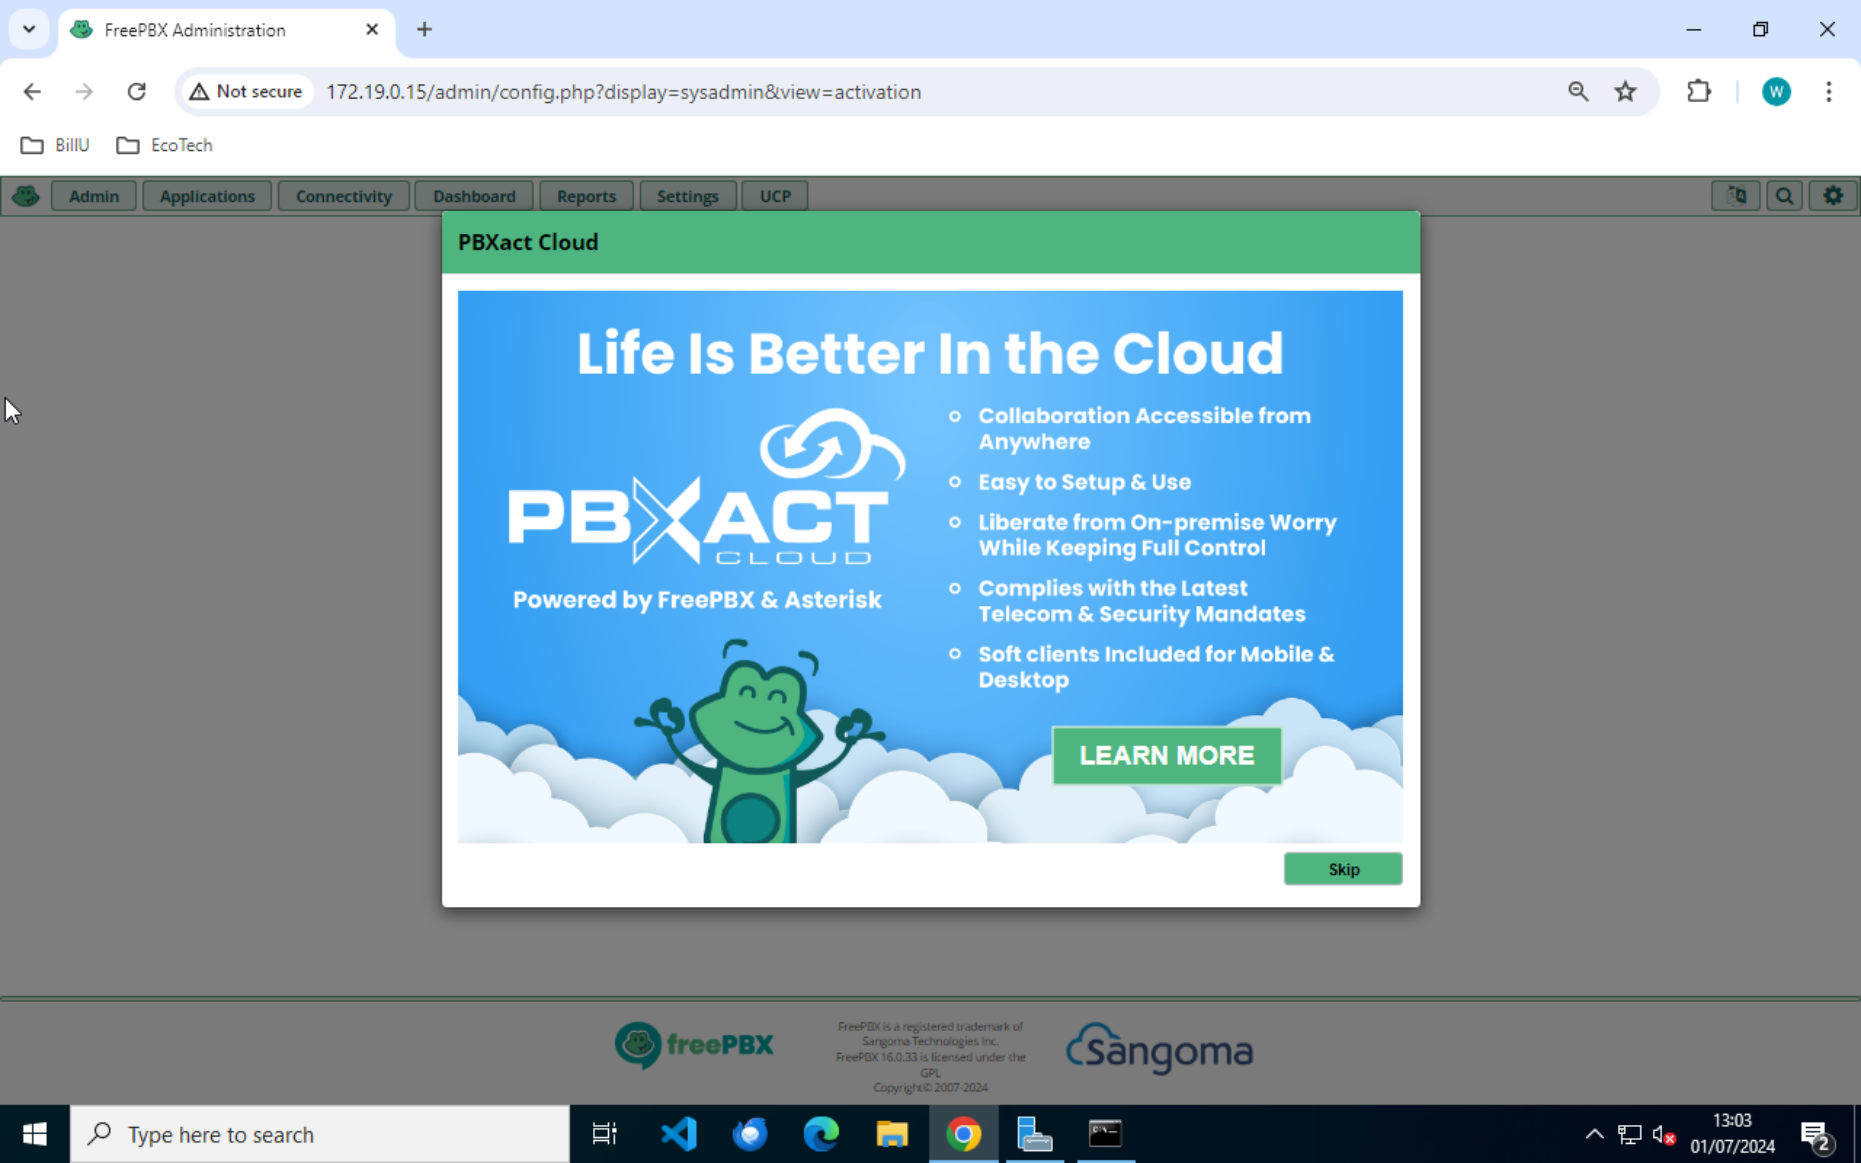 FreePBX Administration
Not secure
172.19.0.15/admin/config.php?display=sysadmin&view=activation
W
BillU
EcoTech
Admin
Applications
Connectivity
Dashboard
Reports
Settings
UCP
PBXact Cloud
Life Is Better In the Cloud
PBXACT
CLOUD
Powered by FreePBX & Asterisk
Collaboration Accessible from
Anywhere
Easy to Setup & Use
Liberate from On-premise Worry
While Keeping Full Control
Complies with the Latest
Telecom & Security Mandates
Soft clients Included for Mobile &
Desktop
LEARN MORE
Skip
freePBX
FreePBX is a registered trademark of
Sangoma Technologies Inc.
FreePBX 16.0.33 is licensed under the
GPL
Copyright© 2007-2024
Sangoma
Type here to search
13:03
01/07/2024
2